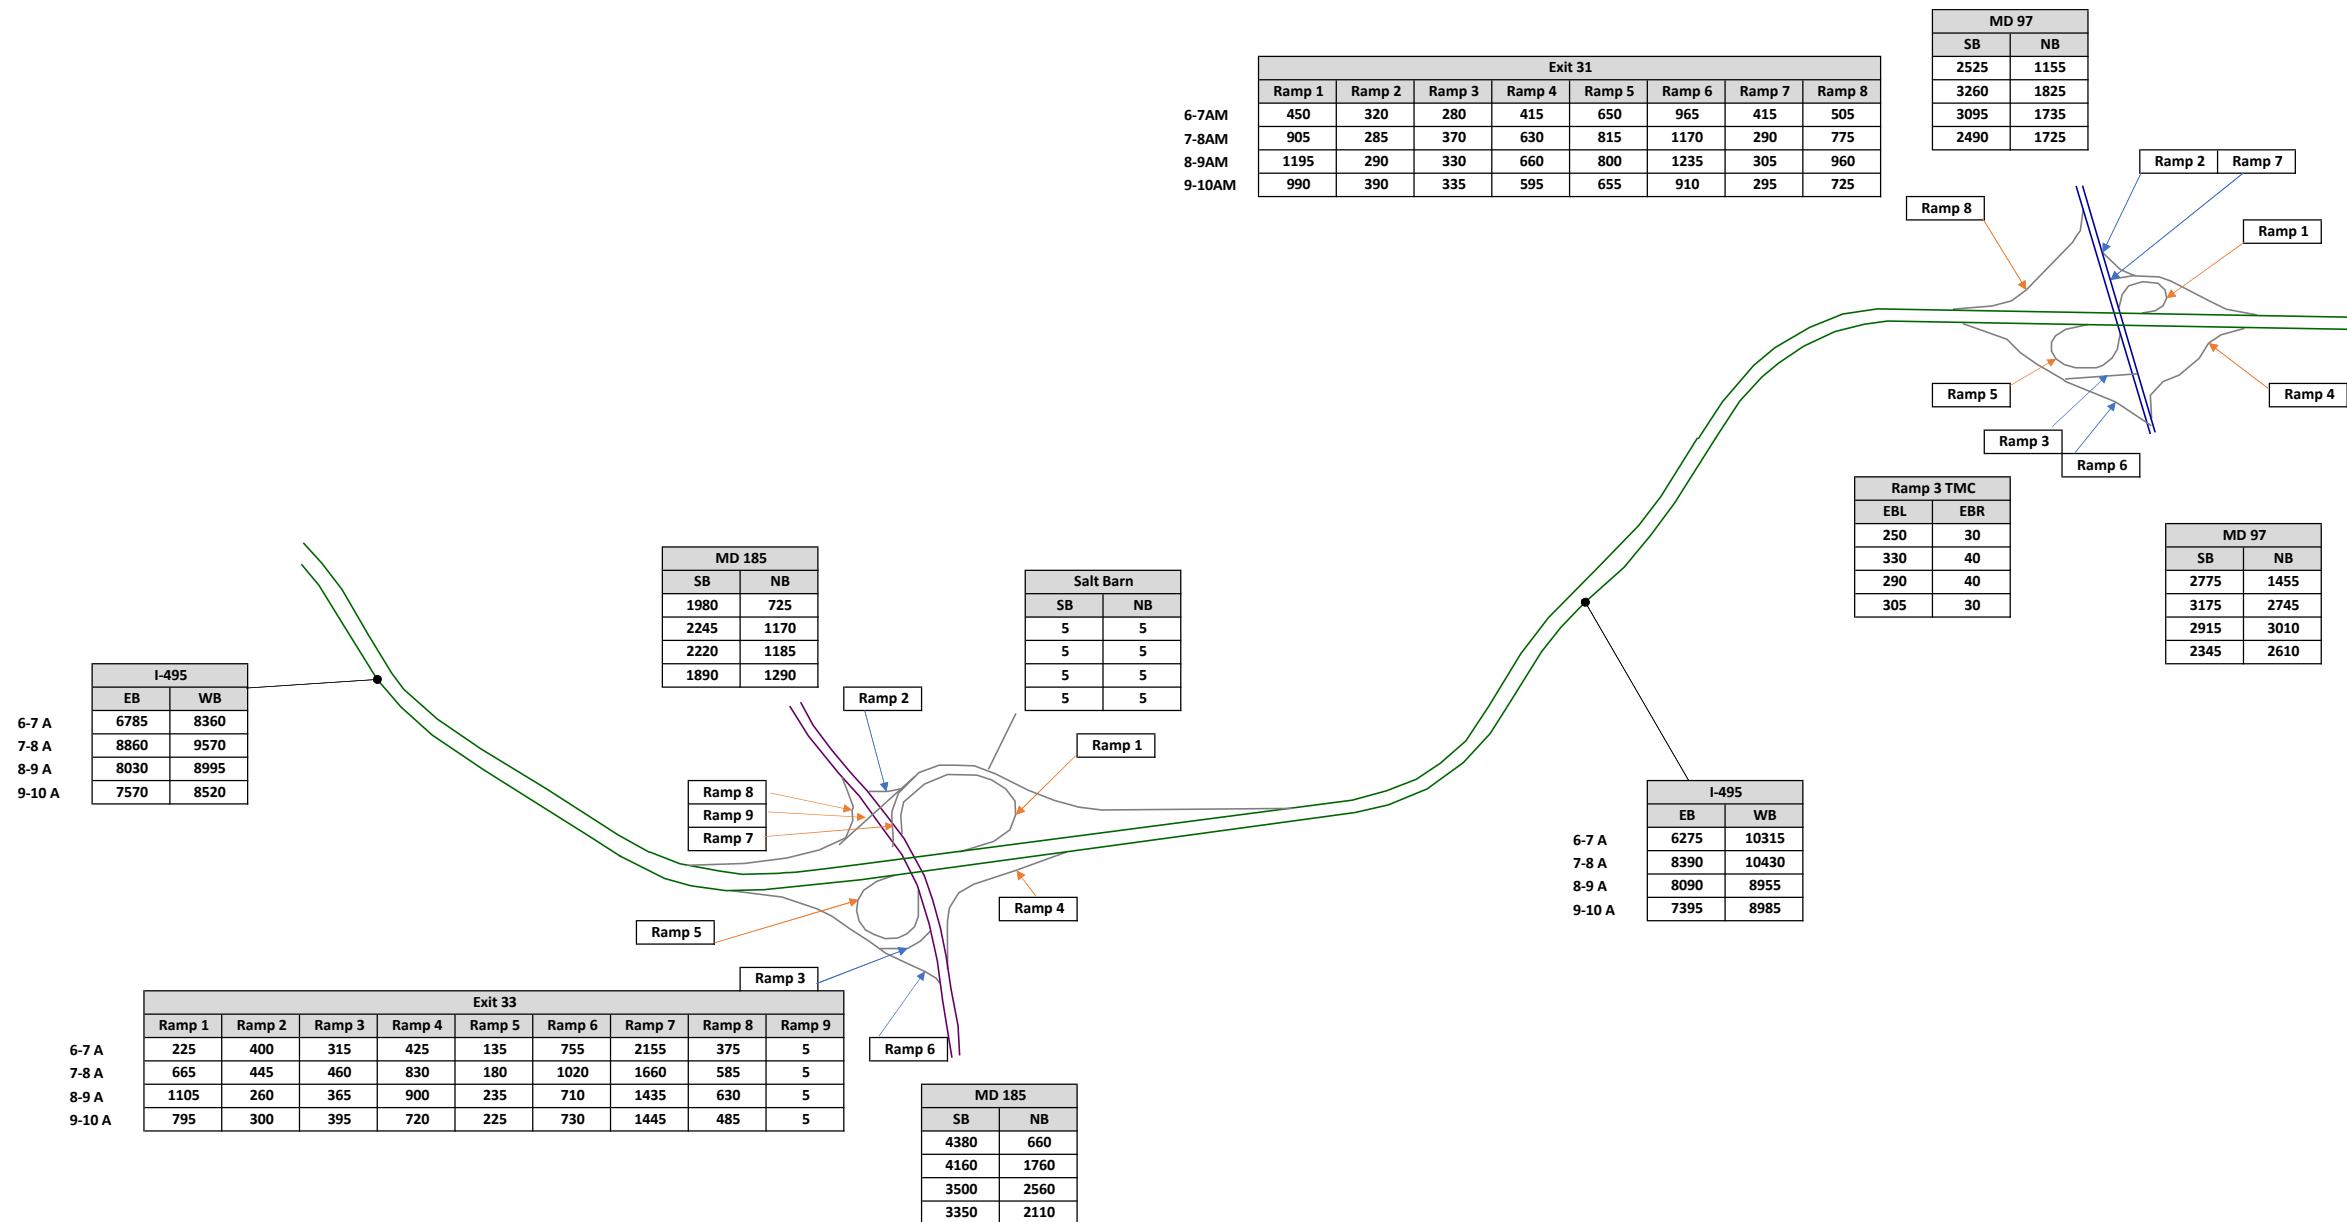 MD 97
SB NB
2525 1155
3260 1825
3095 1735
2490 1725
Exit 31
Ramp 1 Ramp 2 Ramp 3 Ramp 4 Ramp 5 Ramp 6 Ramp 7 Ramp 8
6-7AM 450 320 280 415 650 965 415 505
7-8AM 905 285 370 630 815 1170 290 775
8-9AM 1195 290 330 660 800 1235 305 960
9-10AM 990 390 335 595 655 910 295 725
Ramp 2 Ramp 7
Ramp 8
Ramp 1
Ramp 5
Ramp 4
Ramp 3
Ramp 6
Ramp 3 TMC
EBL EBR
250 30
330 40
290 40
305 30
MD 97
SB NB
2775 1455
3175 2745
2915 3010
2345 2610
MD 185
SB NB
1980 725
2245 1170
2220 1185
1890 1290
Salt Barn
SB NB
5 5
5 5
5 5
5 5
I-495
EB WB
6-7 A 6785 8360
7-8 A 8860 9570
8-9 A 8030 8995
9-10 A 7570 8520
Ramp 2
Ramp 1
Ramp 8
Ramp 9
Ramp 7
I-495
EB WB
6-7 A 6275 10315
7-8 A 8390 10430
8-9 A 8090 8955
9-10 A 7395 8985
Ramp 4
Ramp 5
Ramp 3
Exit 33
Ramp 1 Ramp 2 Ramp 3 Ramp 4 Ramp 5 Ramp 6 Ramp 7 Ramp 8 Ramp 9
6-7 A 225 400 315 425 135 755 2155 375 5
7-8 A 665 445 460 830 180 1020 1660 585 5
8-9 A 1105 260 365 900 235 710 1435 630 5
9-10 A 795 300 395 720 225 730 1445 485 5
Ramp 6
MD 185
SB NB
4380 660
4160 1760
3500 2560
3350 2110